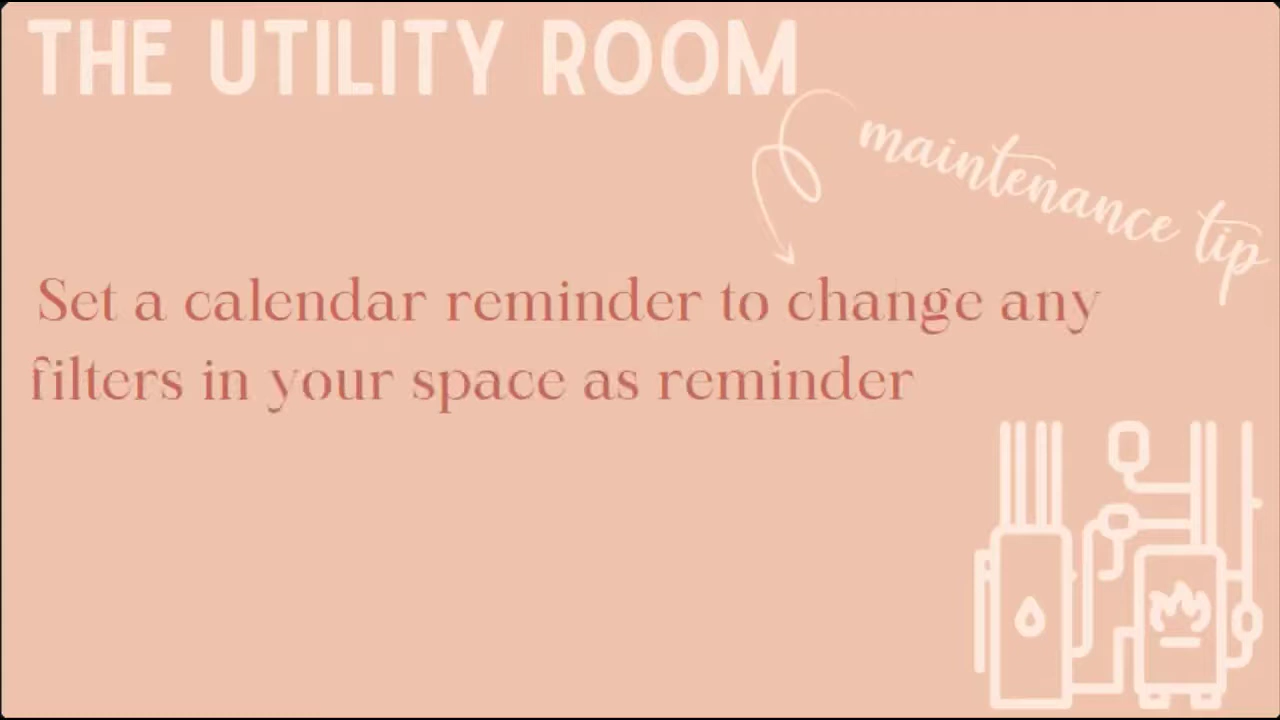 THE UTILITY ROOM
maintenance tip
Set a calendar reminder to change any
filters in your space as reminder